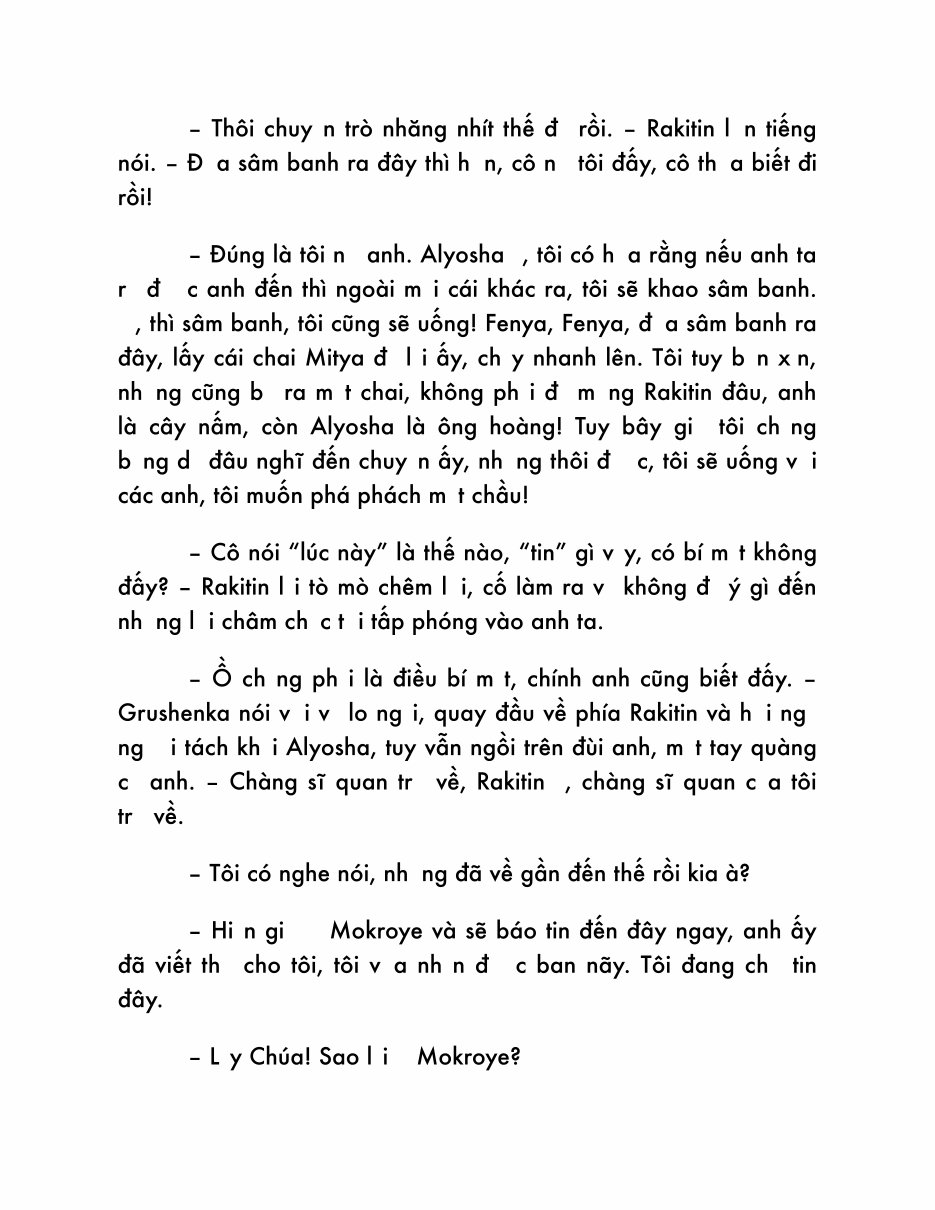 – Thôi chuy n trò nhăng nhít thế đ rồi. – Rakitin l n tiếng
nói. – Đ a sâm banh ra đây thì h n, cô n tôi đấy, cô th a biết đi
rồi!
– Đúng là tôi n anh. Alyosha , tôi có h a rằng nếu anh ta
r đ c anh đến thì ngoài m i cái khác ra, tôi sẽ khao sâm banh.
, thì sâm banh, tôi cũng sẽ uống! Fenya, Fenya, đ a sâm banh ra
đây, lấy cái chai Mitya đ l i ấy, ch y nhanh lên. Tôi tuy b n x n,
nh ng cũng b ra m t chai, không ph i đ m ng Rakitin đâu, anh
là cây nấm, còn Alyosha là ông hoàng! Tuy bây gi tôi ch ng
b ng d đâu nghĩ đến chuy n ấy, nh ng thôi đ c, tôi sẽ uống v i
các anh, tôi muốn phá phách m t chầu!
– Cô nói “lúc này” là thế nào, “tin” gì v y, có bí m t không
đấy? – Rakitin l i tò mò chêm l i, cố làm ra v không đ ý gì đến
nh ng l i châm ch c t i tấp phóng vào anh ta.
– Ồ ch ng ph i là điều bí m t, chính anh cũng biết đấy. –
Grushenka nói v i v lo ng i, quay đầu về phía Rakitin và h i ng
ng i tách kh i Alyosha, tuy vẫn ngồi trên đùi anh, m t tay quàng
c anh. – Chàng sĩ quan tr về, Rakitin , chàng sĩ quan c a tôi
tr về.
– Tôi có nghe nói, nh ng đã về gần đến thế rồi kia à?
– Hi n gi Mokroye và sẽ báo tin đến đây ngay, anh ấy
đã viết th cho tôi, tôi v a nh n đ c ban nãy. Tôi đang ch tin
đây.
– L y Chúa! Sao l i Mokroye?